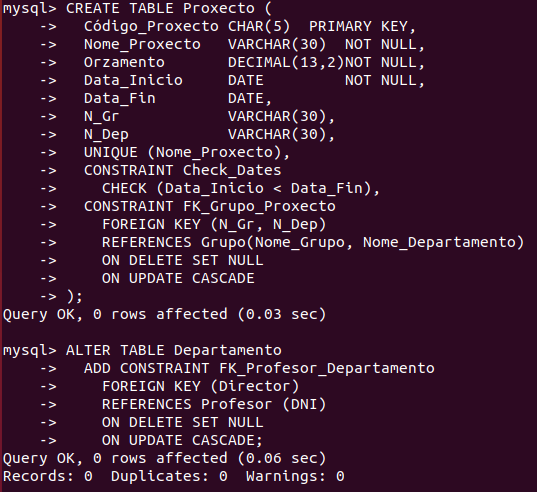 mysql> CREATE TABLE Proxecto (
    ->   Código_Proxecto CHAR(5)  PRIMARY KEY,
    ->   Nome_Proxecto   VARCHAR(30)  NOT NULL,
    ->   Orzamento       DECIMAL(13,2)NOT NULL,
    ->   Data_Inicio     DATE         NOT NULL,
    ->   Data_Fin        DATE,
    ->   N_Gr            VARCHAR(30),
    ->   N_Dep           VARCHAR(30),
    ->   UNIQUE (Nome_Proxecto),
    ->   CONSTRAINT Check_Dates
    ->     CHECK (Data_Inicio < Data_Fin),
    ->   CONSTRAINT FK_Grupo_Proxecto
    ->     FOREIGN KEY (N_Gr, N_Dep)
    ->     REFERENCES Grupo(Nome_Grupo, Nome_Departamento)
    ->     ON DELETE SET NULL
    ->     ON UPDATE CASCADE
    -> );
Query OK, 0 rows affected (0.03 sec)

mysql> ALTER TABLE Departamento
    ->   ADD CONSTRAINT FK_Profesor_Departamento
    ->     FOREIGN KEY (Director)
    ->     REFERENCES Profesor (DNI)
    ->     ON DELETE SET NULL
    ->     ON UPDATE CASCADE;
Query OK, 0 rows affected (0.06 sec)
Records: 0  Duplicates: 0  Warnings: 0